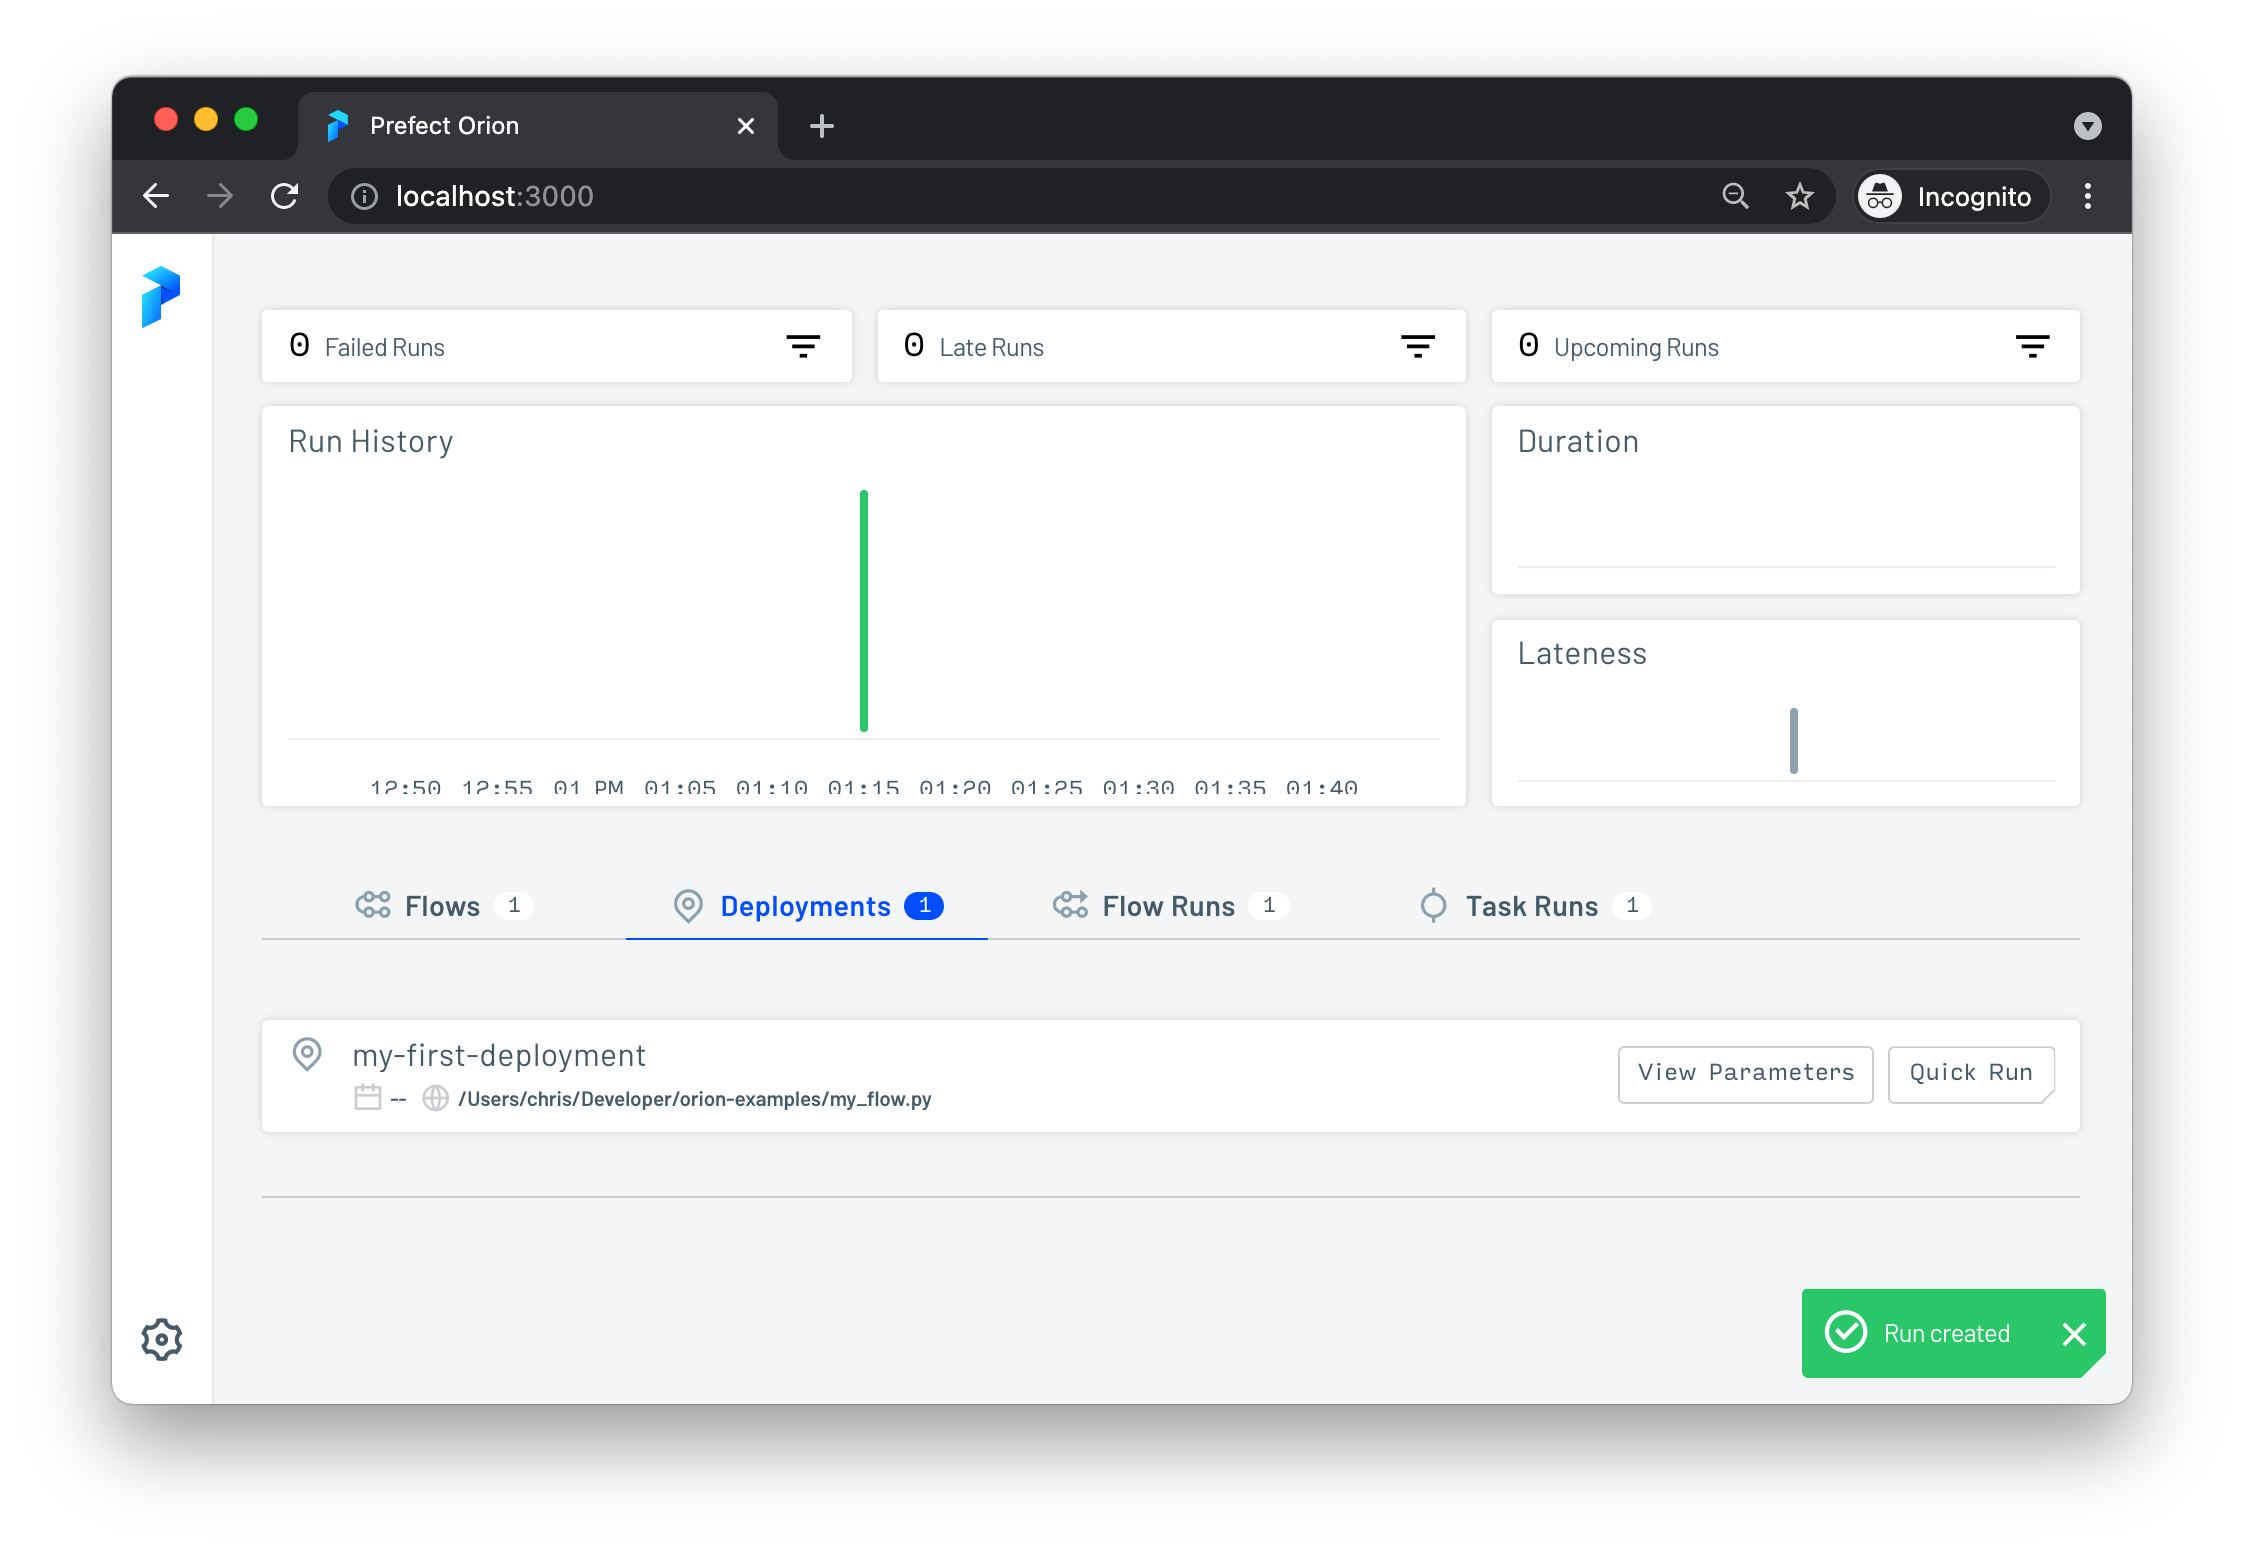 Prefect Orion
localhost:3000
Incognito
0 Failed Runs
0 Late Runs
0 Upcoming Runs
Run History
Duration
Lateness
12:50 12:55 01 PM 01:05 01:10 01:15 01:20 01:25 01:30 01:35 01:40
Flows 1
Deployments 1
Flow Runs 1
Task Runs 1
my-first-deployment
-- /Users/chris/Developer/orion-examples/my_flow.py
View Parameters
Quick Run
Run created